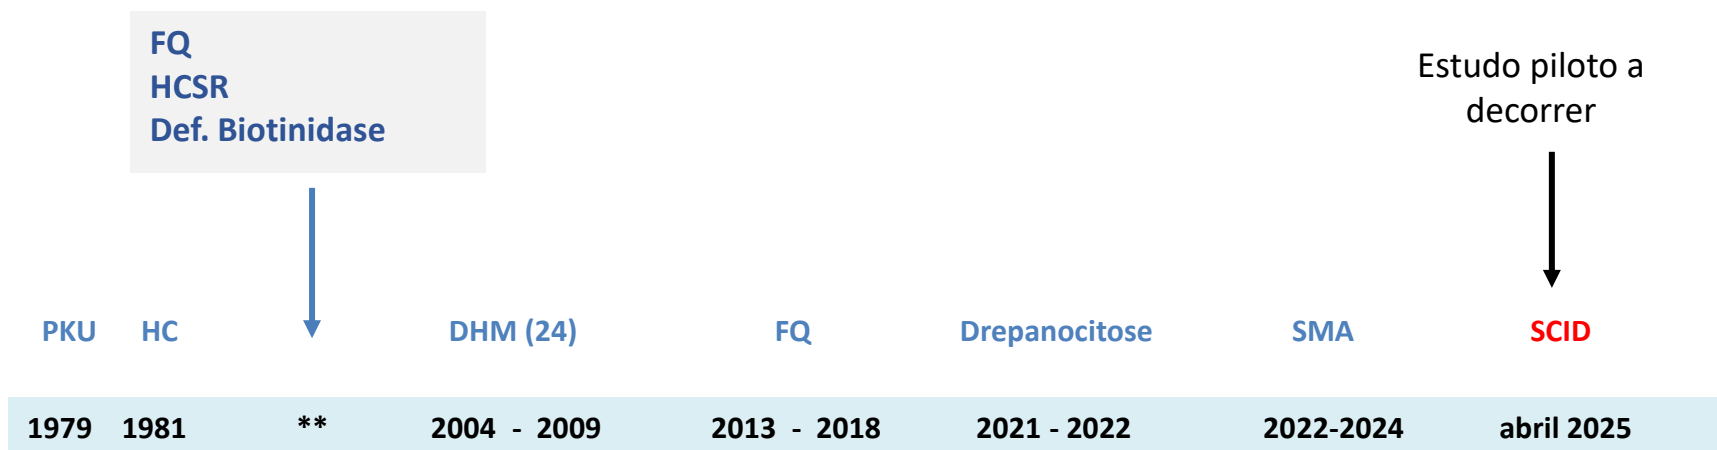 FQ
HCSR
Def. Biotinidase
Estudo piloto a
decorrer
PKU HC DHM (24) FQ Drepanocitose SMA SCID
1979 1981 ** 2004 - 2009 2013 - 2018 2021 - 2022 2022-2024 abril 2025